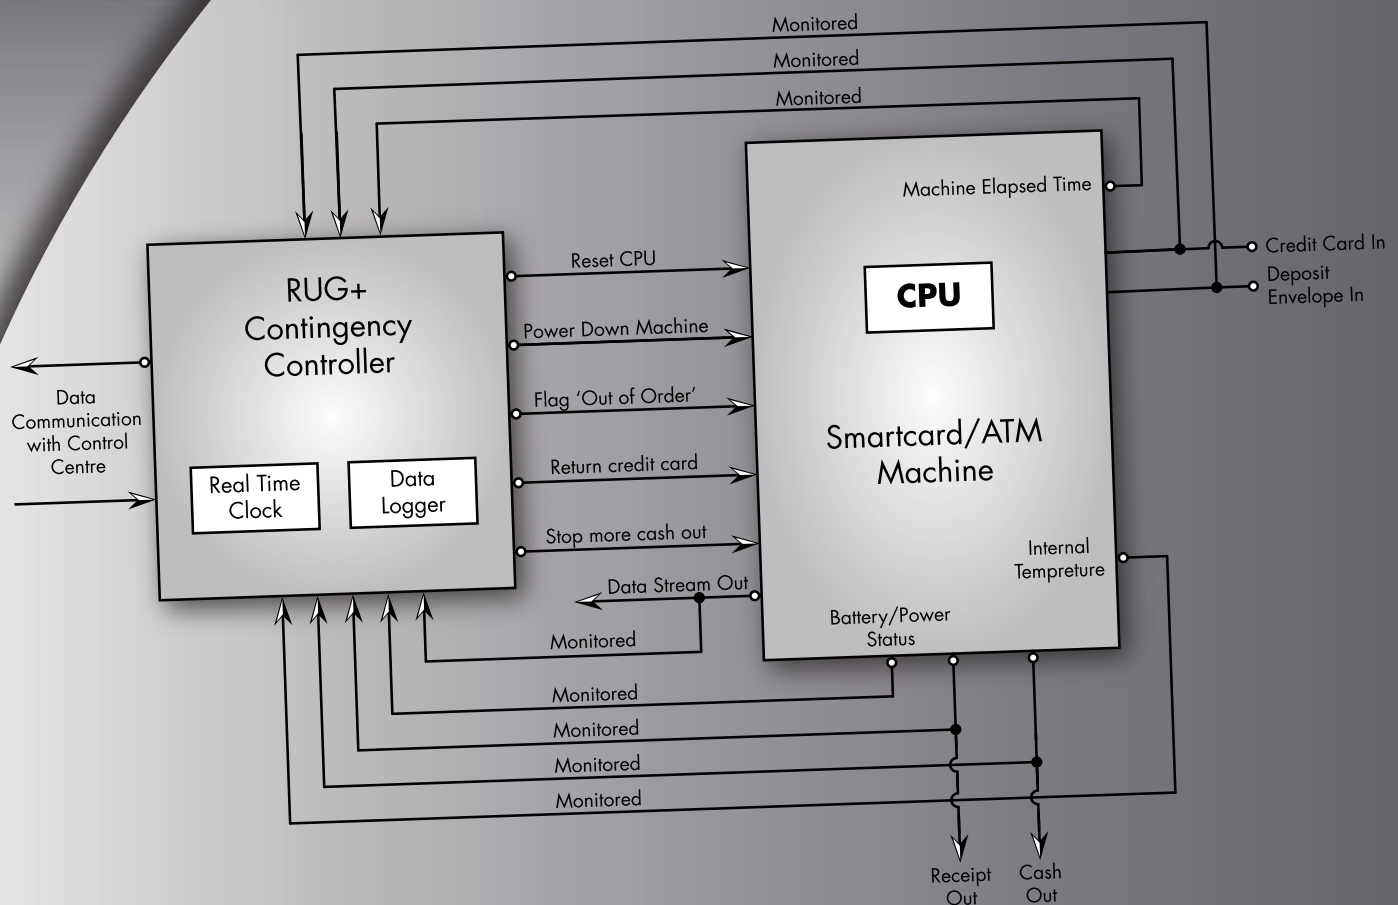 Monitored
Monitored
Monitored
Machine Elapsed Time
Credit Card In
Deposit
Envelope In
CPU
Smartcard/ATM
Machine
RUG+
Contingency
Controller
Real Time
Clock
Data
Logger
Data
Communication
with Control
Centre
Reset CPU
Power Down Machine
Flag ‘Out of Order’
Return credit card
Stop more cash out
Data Stream Out
Internal
Tempreture
Battery/Power
Status
Monitored
Monitored
Monitored
Monitored
Monitored
Receipt
Out
Cash
Out